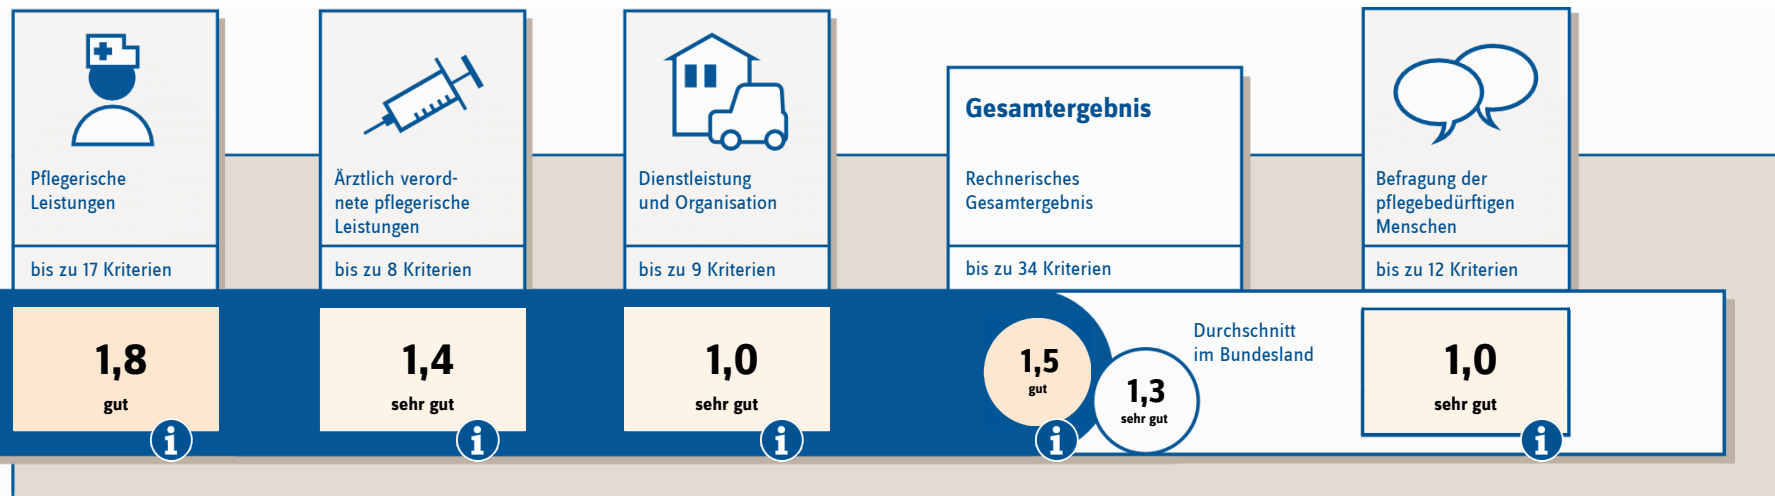 Pflegerische
Leistungen
bis zu 17 Kriterien
1,8
gut
i
Ärztlich verord-
nete pflegerische
Leistungen
bis zu 8 Kriterien
1,4
sehr gut
i
Dienstleistung
und Organisation
bis zu 9 Kriterien
1,0
sehr gut
i
Gesamtergebnis
Rechnerisches
Gesamtergebnis
bis zu 34 Kriterien
1,5
gut
i
1,3
sehr gut
Durchschnitt
im Bundesland
Befragung der
pflegebedürftigen
Menschen
bis zu 12 Kriterien
1,0
sehr gut
i